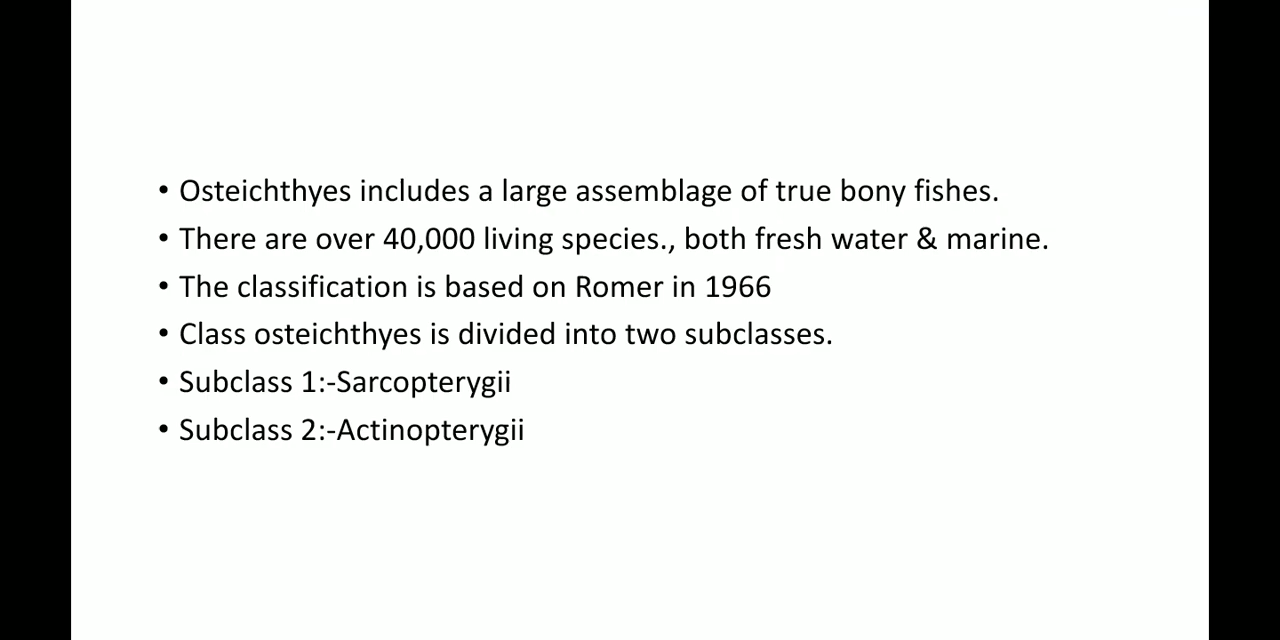 • Osteichthyes includes a large assemblage of true bony fishes.
• There are over 40,000 living species., both fresh water & marine.
• The classification is based on Romer in 1966
• Class osteichthyes is divided into two subclasses.
• Subclass 1:-Sarcopterygii
• Subclass 2:-Actinopterygii